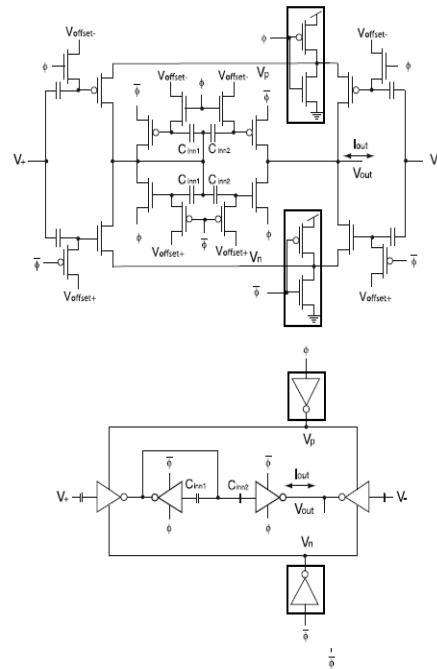 Voffset-
Voffset-
ϕ
Vp
ϕ
ϕ
Voffset-
ϕ
Voffset-
ϕ̅
ϕ̅
Cinn1
Cinn2
V+
Iout
V
Vout
Cinn1
Cinn2
ϕ̅
ϕ̅
Voffset+
ϕ̅
Voffset+
ϕ
ϕ
Vn
Voffset+
Voffset+
ϕ̅
ϕ
Vp
ϕ̅
ϕ̅
V+
Cinn1
Cinn2
Iout
Vout
V-
ϕ
ϕ
Vn
ϕ̅
ϕ̅